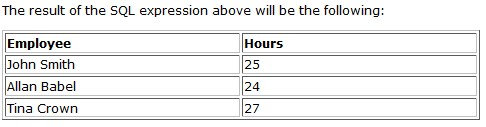 The result of the SQL expression above will be the following:
Employee Hours
John Smith 25
Allan Babel 24
Tina Crown 27